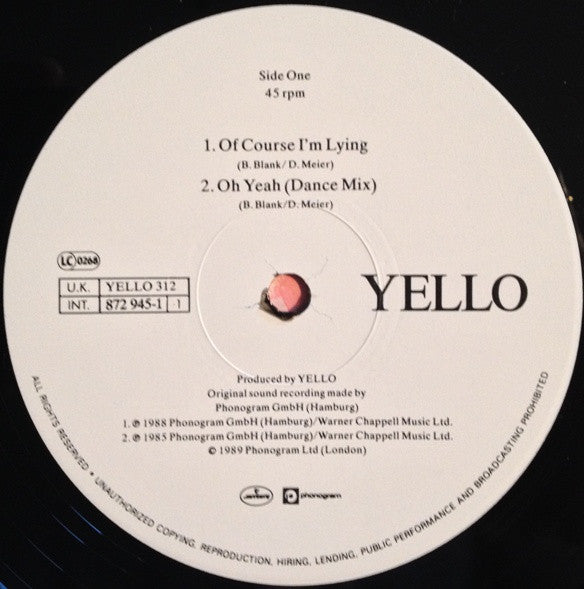 Side One
45 rpm
1. Of Course I'm Lying
(B. Blank/D. Meier)
2. Oh Yeah (Dance Mix)
(B. Blank/D. Meier)
LC 0268
U.K. YELLO 312
INT. 872 945-1 1
YELLO
Produced by YELLO
Original sound recording made by
Phonogram GmbH (Hamburg)
1. ℗ 1988 Phonogram GmbH (Hamburg)/Warner Chappell Music Ltd.
2. ℗ 1985 Phonogram GmbH (Hamburg)/Warner Chappell Music Ltd.
© 1989 Phonogram Ltd (London)
mercury phonogram
ALL RIGHTS RESERVED • UNAUTHORIZED COPYING, REPRODUCTION, HIRING, LENDING, PUBLIC PERFORMANCE AND BROADCASTING PROHIBITED